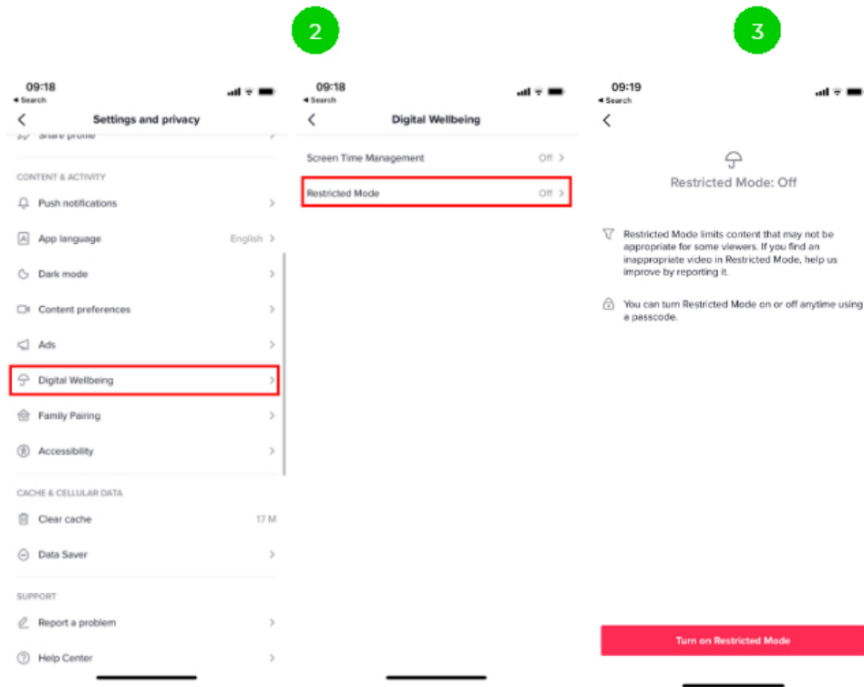 2
3
09:18
◄ Search
Settings and privacy
Share profile
CONTENT & ACTIVITY
Push notifications
App language English
Dark mode
Content preferences
Ads
Digital Wellbeing
Family Pairing
Accessibility
CACHE & CELLULAR DATA
Clear cache 17 M
Data Saver
SUPPORT
Report a problem
Help Center
09:18
◄ Search
Digital Wellbeing
Screen Time Management Off
Restricted Mode Off
09:19
◄ Search
Restricted Mode: Off
Restricted Mode limits content that may not be
appropriate for some viewers. If you find an
inappropriate video in Restricted Mode, help us
improve by reporting it.
You can turn Restricted Mode on or off anytime using
a passcode.
Turn on Restricted Mode